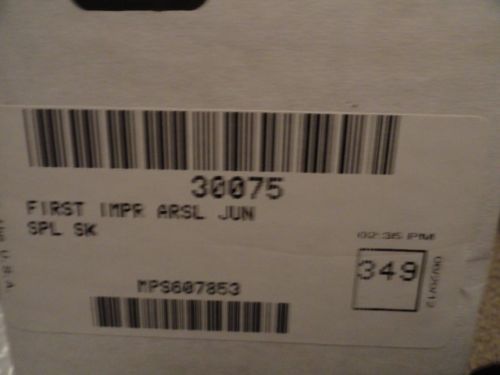 30075
FIRST IMPR ARSL JUN
SPL SK
02:35 PM
349
MPS607853
U.S.A.